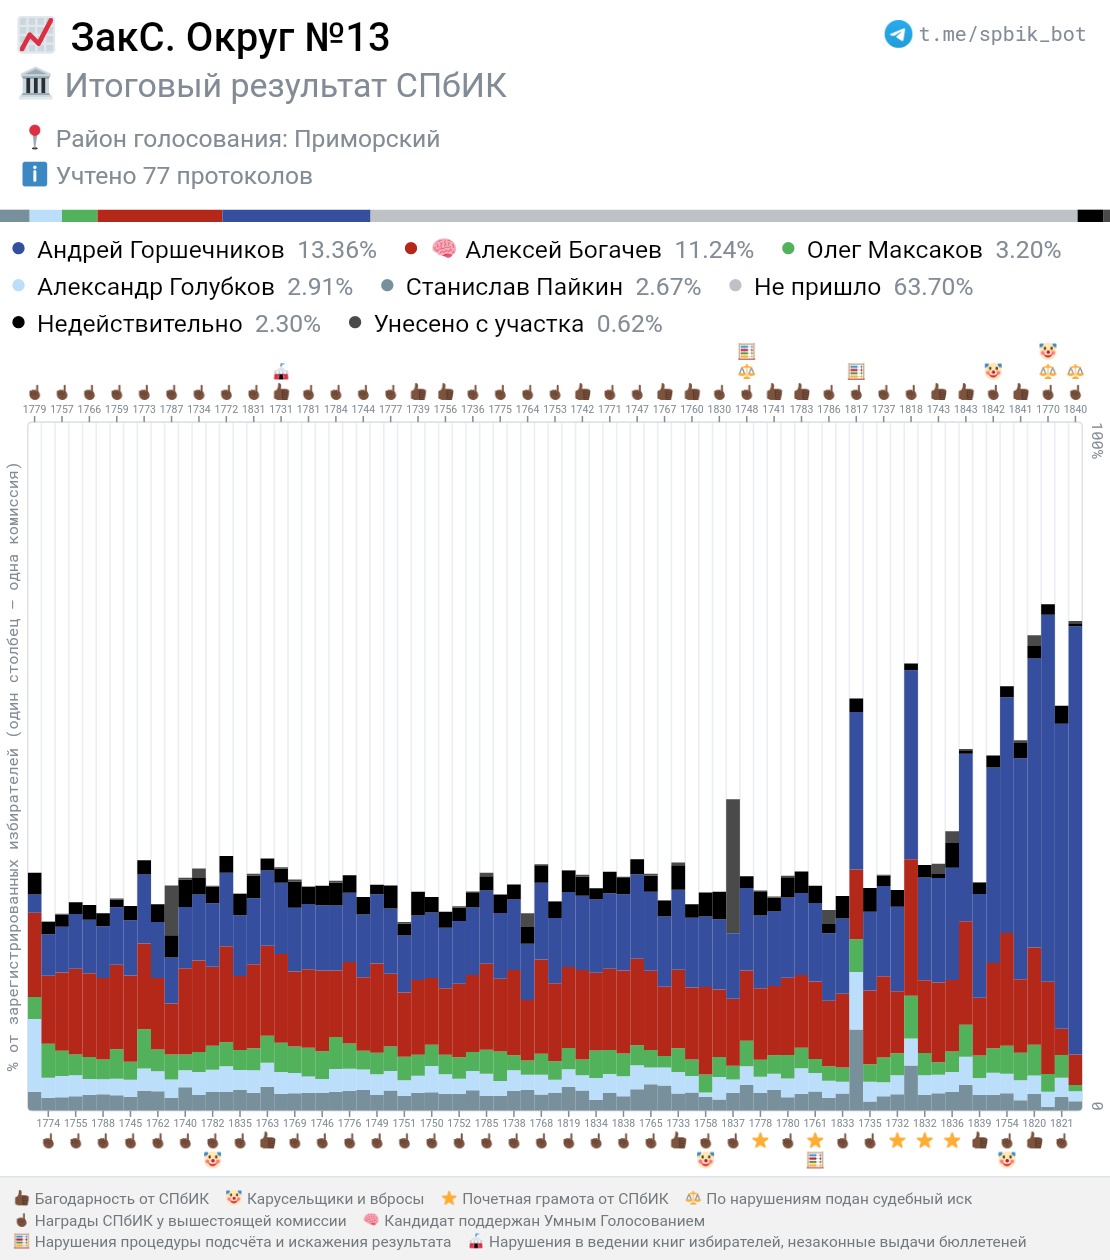 ЗакС. Округ №13
t.me/spbik_bot
Итоговый результат СПбИК
Район голосования: Приморский
Учтено 77 протоколов
Андрей Горшечников 13.36% Алексей Богачев 11.24% Олег Максаков 3.20%
Александр Голубков 2.91% Станислав Пайкин 2.67% Не пришло 63.70%
Недействительно 2.30% Унесено с участка 0.62%
1779 1757 1766 1759 1773 1787 1734 1772 1831 1731 1781 1784 1744 1777 1739 1756 1736 1775 1764 1753 1742 1771 1747 1767 1760 1830 1748 1741 1783 1786 1817 1737 1818 1743 1843 1842 1841 1770 1840
100%
% от зарегистрированных избирателей (один столбец — одна комиссия)
0
1774 1755 1788 1745 1762 1740 1782 1835 1763 1769 1746 1776 1749 1751 1750 1752 1785 1738 1768 1819 1834 1838 1765 1733 1758 1837 1778 1780 1761 1833 1735 1732 1832 1836 1839 1754 1820 1821
Багодарность от СПбИК Карусельщики и вбросы Почетная грамота от СПбИК По нарушениям подан судебный иск
Награды СПбИК у вышестоящей комиссии Кандидат поддержан Умным Голосованием
Нарушения процедуры подсчёта и искажения результата Нарушения в ведении книг избирателей, незаконные выдачи бюллетеней